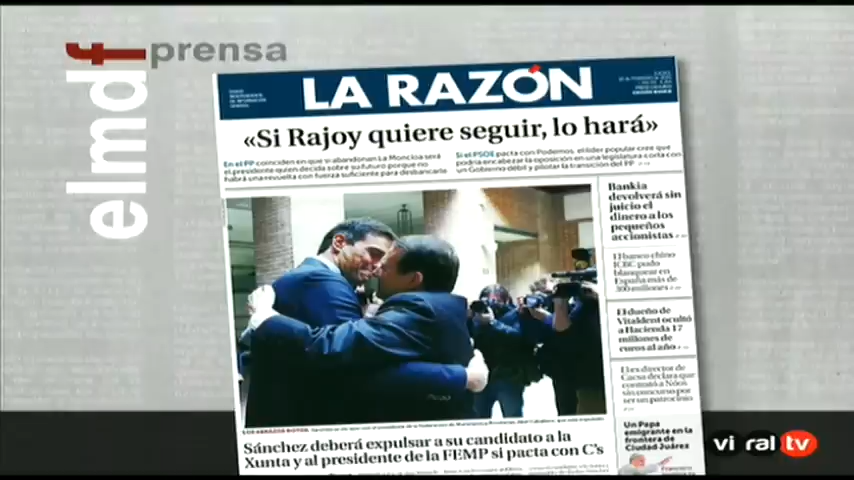 elmdf
prensa
LA RAZÓN
«Si Rajoy quiere seguir, lo hará»
En el PP coinciden en que si abandonan La Moncloa será
el presidente quien decida sobre su futuro porque no
habrá una revuelta con fuerza suficiente para desbancarlo
Si el PSOE pacta con Podemos, el líder popular cree que
podría encabezar la oposición en una legislatura corta con
un Gobierno débil y pilotar la transición del PP
Bankia
devolverá sin
juicio el
dinero a los
pequeños
accionistas
El banco chino
ICBC pudo
blanquear en
España más de
300 millones
El dueño de
Vitaldent ocultó
a Hacienda 17
millones de
euros al año
El ex director de
Cacsa declara que
contrató a Nóos
sin concurso por
ser un patrocinio
Un Papa
emigrante en la
frontera de
Ciudad Juárez
Sánchez deberá expulsar a su candidato a la
Xunta y al presidente de la FEMP si pacta con C's
viraltv